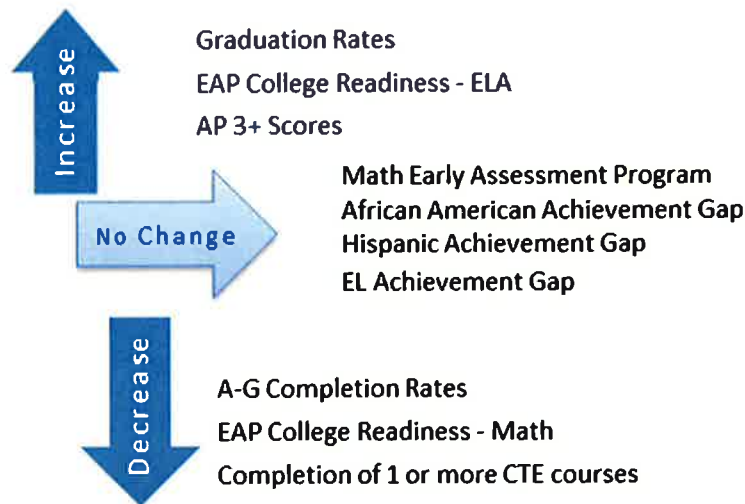 Increase
Graduation Rates
EAP College Readiness - ELA
AP 3+ Scores
No Change
Math Early Assessment Program
African American Achievement Gap
Hispanic Achievement Gap
EL Achievement Gap
Decrease
A-G Completion Rates
EAP College Readiness - Math
Completion of 1 or more CTE courses